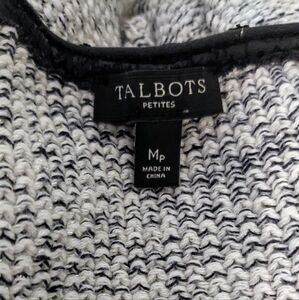 TALBOTS
PETITES
MP
MADE IN
CHINA